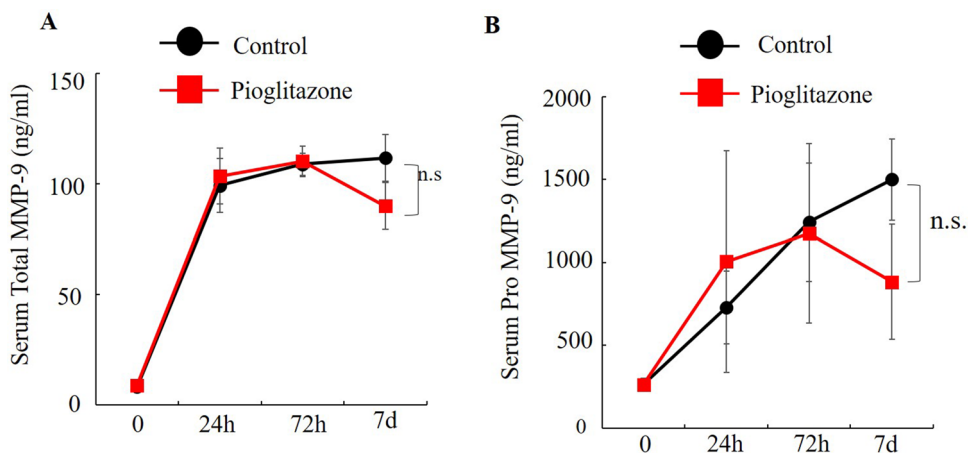 A
Control
Pioglitazone
Serum Total MMP-9 (ng/ml)
150
100
50
0
n.s
0 24h 72h 7d
B
Control
Pioglitazone
Serum Pro MMP-9 (ng/ml)
2000
1500
1000
500
0
n.s.
0 24h 72h 7d